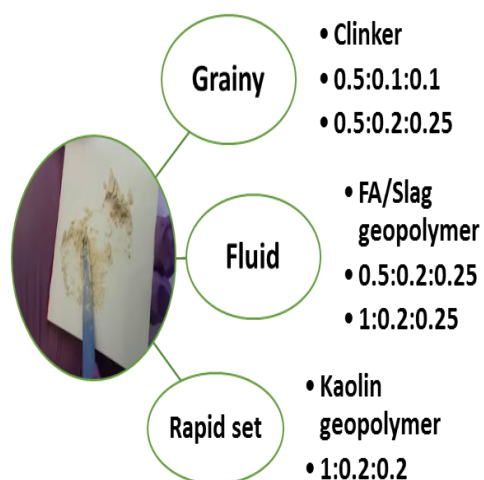 Grainy
• Clinker
• 0.5:0.1:0.1
• 0.5:0.2:0.25
Fluid
• FA/Slag
geopolymer
• 0.5:0.2:0.25
• 1:0.2:0.25
Rapid set
• Kaolin
geopolymer
• 1:0.2:0.2